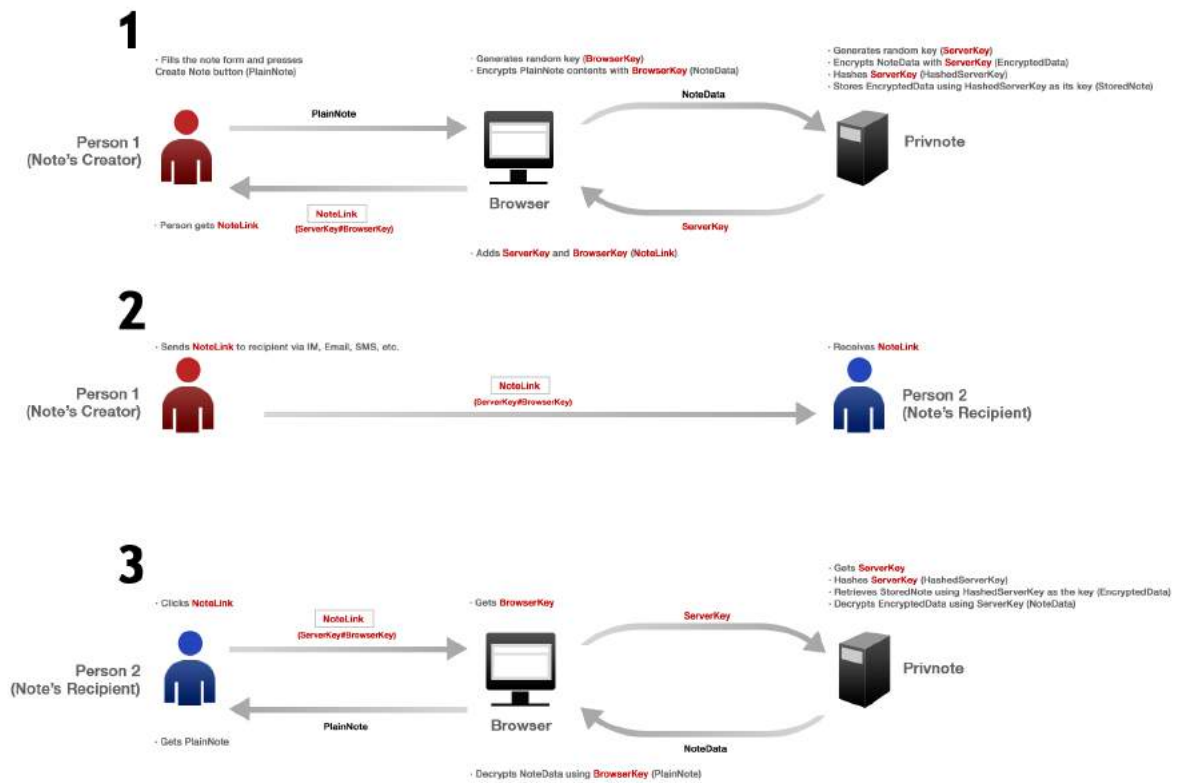 1
· Fills the note form and presses
Create Note button (PlainNote)
· Generates random key (BrowserKey)
· Encrypts PlainNote contents with BrowserKey (NoteData)
· Generates random key (ServerKey)
· Encrypts NoteData with ServerKey (EncryptedData)
· Hashes ServerKey (HashedServerKey)
· Stores EncryptedData using HashedServerKey as its key (StoredNote)
Person 1
(Note's Creator)
PlainNote
NoteData
Privnote
Browser
NoteLink
(ServerKey#BrowserKey)
· Person gets NoteLink
ServerKey
· Adds ServerKey and BrowserKey (NoteLink)
2
· Sends NoteLink to recipient via IM, Email, SMS, etc.
· Receives NoteLink
Person 1
(Note's Creator)
NoteLink
(ServerKey#BrowserKey)
Person 2
(Note's Recipient)
3
· Clicks NoteLink
· Gets BrowserKey
· Gets ServerKey
· Hashes ServerKey (HashedServerKey)
· Retrieves StoredNote using HashedServerKey as the key (EncryptedData)
· Decrypts EncryptedData using ServerKey (NoteData)
NoteLink
(ServerKey#BrowserKey)
ServerKey
Person 2
(Note's Recipient)
Privnote
PlainNote
Browser
NoteData
· Gets PlainNote
· Decrypts NoteData using BrowserKey (PlainNote)